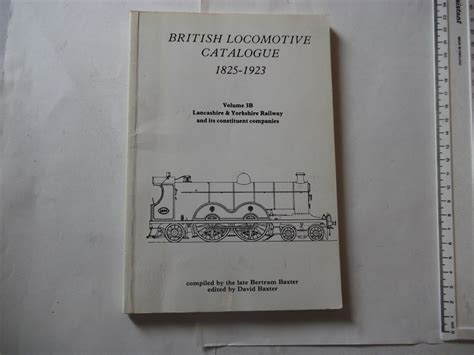 BRITISH LOCOMOTIVE
CATALOGUE
1825-1923
Volume 3B
Lancashire & Yorkshire Railway
and its constituent companies
compiled by the late Bertram Baxter
edited by David Baxter